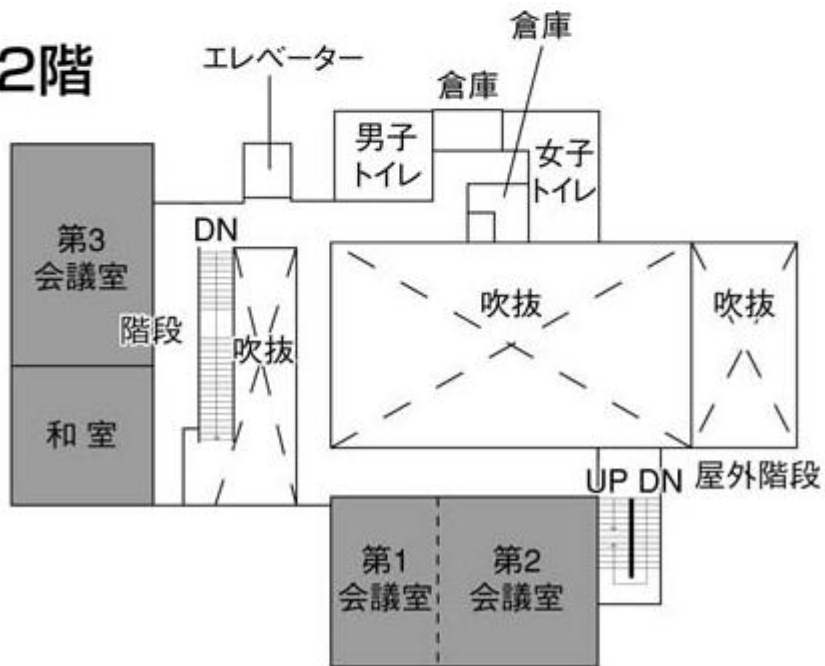 2階
エレベーター
倉庫
倉庫
男子
トイレ
女子
トイレ
第3
会議室
DN
階段
吹抜
吹抜
吹抜
和室
UP DN
屋外階段
第1
会議室
第2
会議室